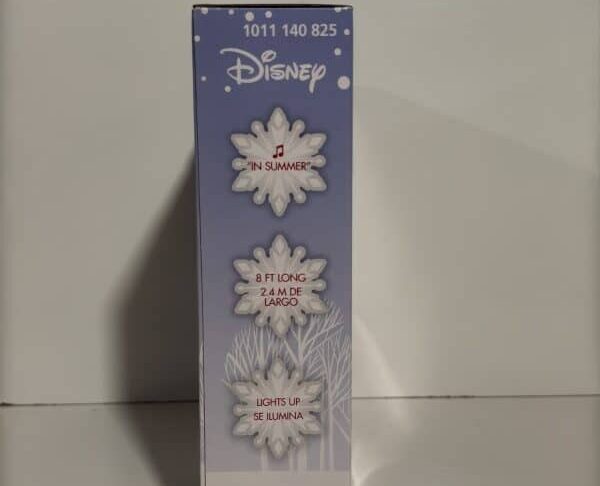 1011 140 825
Disney
"IN SUMMER"
8 FT LONG
2.4 M DE
LARGO
LIGHTS UP
SE ILUMINA